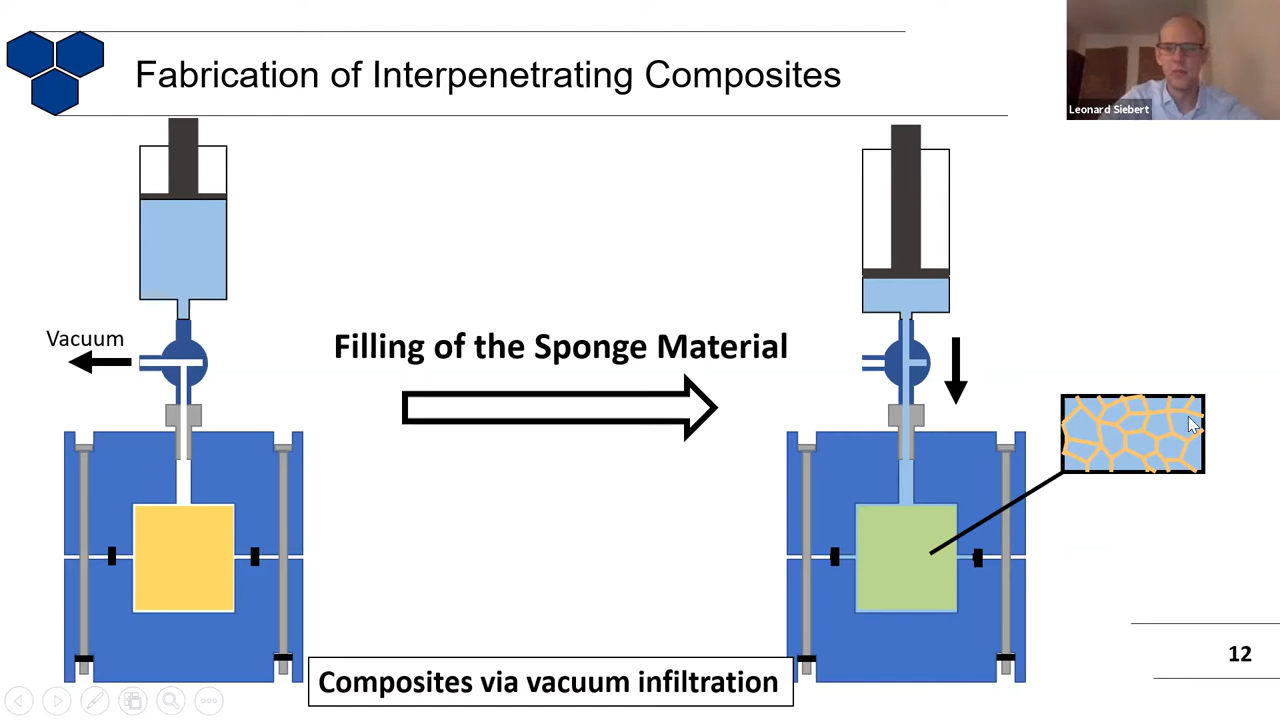 Fabrication of Interpenetrating Composites
Leonard Siebert
Vacuum
Filling of the Sponge Material
12
Composites via vacuum infiltration